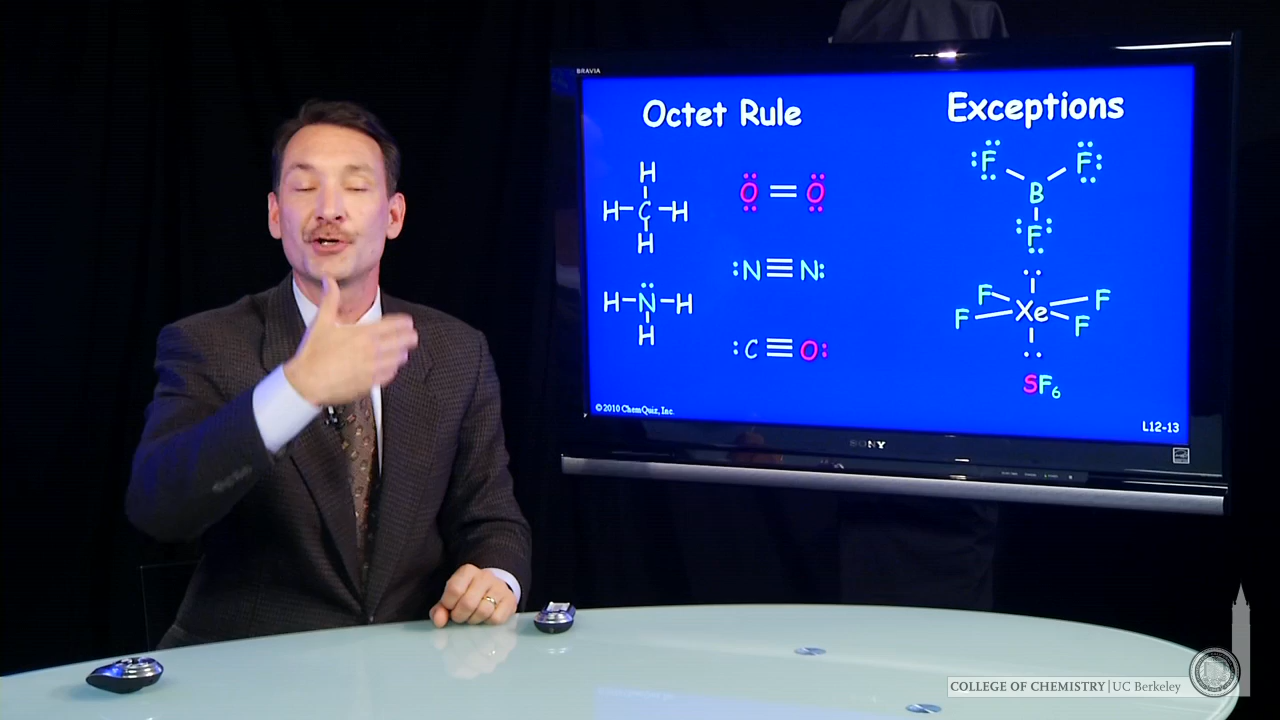 BRAVIA
Octet Rule
H
H–C–H
H
H–N̈–H
H
Ö=Ö
:N≡N:
:C≡O:
Exceptions
F F
B
F
F F
Xe
F F
SF₆
© 2010 ChemQuiz, Inc.
L12-13
SONY
COLLEGE OF CHEMISTRY | UC Berkeley